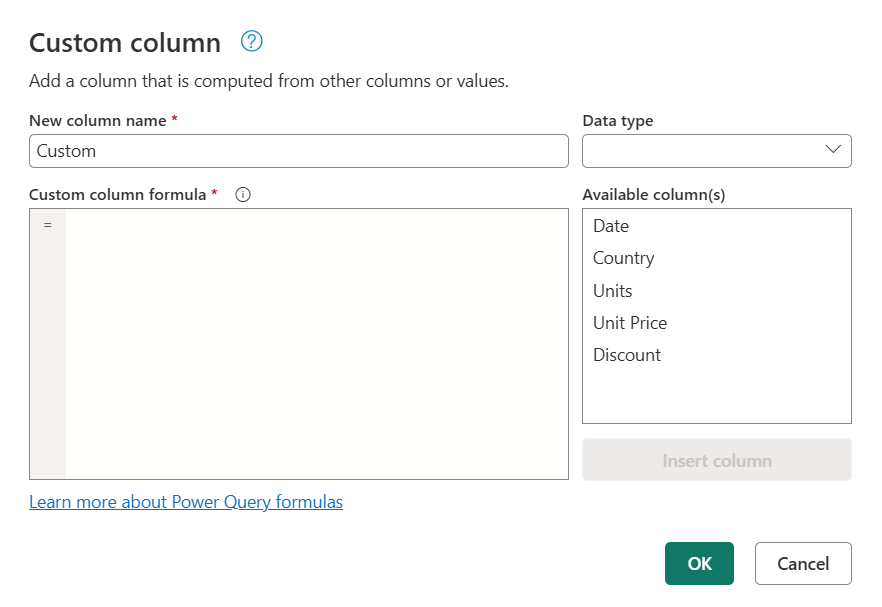 Custom column
Add a column that is computed from other columns or values.
New column name *
Data type
Custom
Custom column formula *
Available column(s)
=
Date
Country
Units
Unit Price
Discount
Insert column
Learn more about Power Query formulas
OK
Cancel